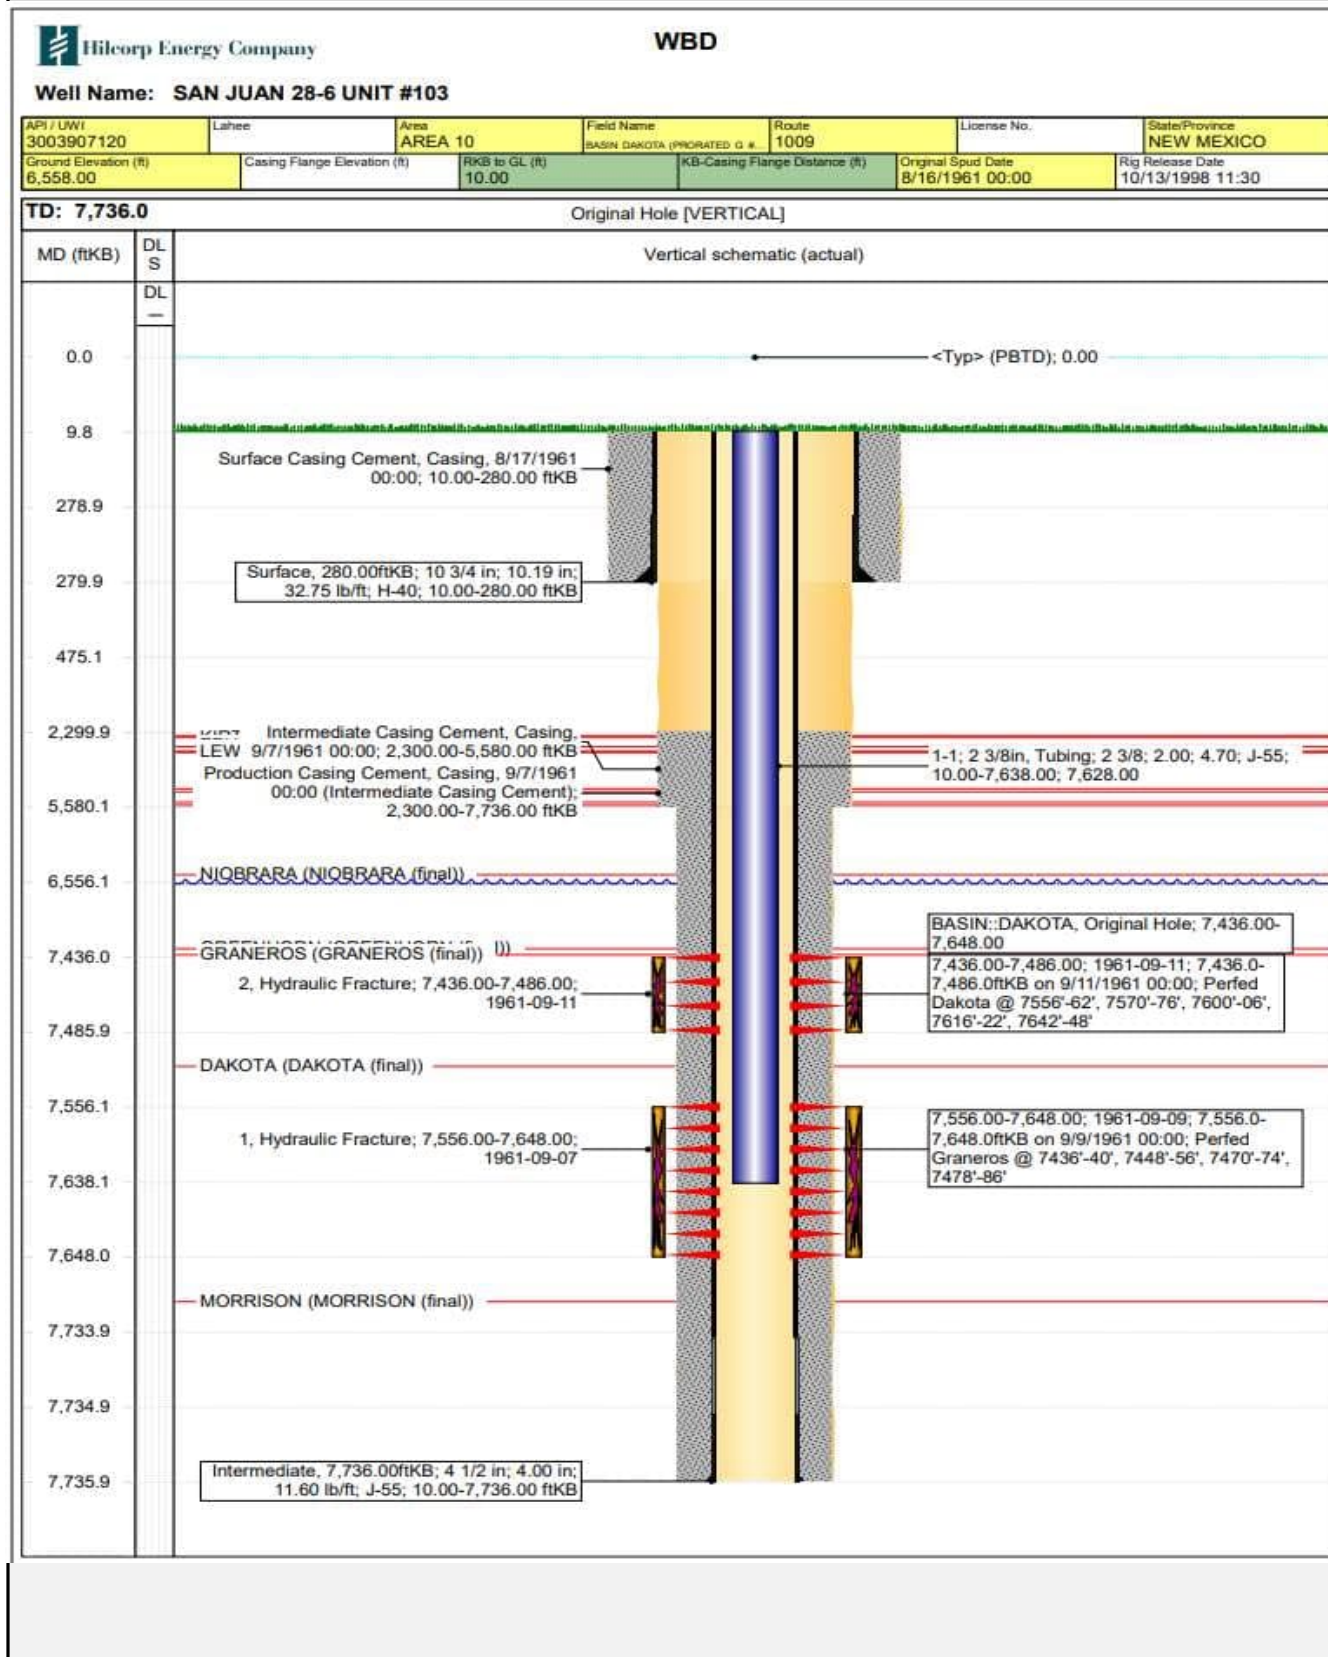 Hilcorp Energy Company
WBD
Well Name: SAN JUAN 28-6 UNIT #103
API / UWI
3003907120
Lahee
Area
AREA 10
Field Name
BASIN DAKOTA (PRORATED G #...
Route
1009
License No.
State/Province
NEW MEXICO
Ground Elevation (ft)
6,558.00
Casing Flange Elevation (ft)
RKB to GL (ft)
10.00
KB-Casing Flange Distance (ft)
Original Spud Date
8/16/1961 00:00
Rig Release Date
10/13/1998 11:30
TD: 7,736.0
Original Hole [VERTICAL]
MD (ftKB)
DL
S
Vertical schematic (actual)
DL
—
0.0
<Typ> (PBTD); 0.00
9.8
Surface Casing Cement, Casing, 8/17/1961
00:00; 10.00-280.00 ftKB
278.9
279.9
Surface, 280.00ftKB; 10 3/4 in; 10.19 in;
32.75 lb/ft; H-40; 10.00-280.00 ftKB
475.1
2,299.9
Intermediate Casing Cement, Casing,
LEW 9/7/1961 00:00; 2,300.00-5,580.00 ftKB
Production Casing Cement, Casing, 9/7/1961
00:00 (Intermediate Casing Cement);
2,300.00-7,736.00 ftKB
1-1; 2 3/8in, Tubing; 2 3/8; 2.00; 4.70; J-55;
10.00-7,638.00; 7,628.00
5,580.1
NIOBRARA (NIOBRARA (final))
6,556.1
BASIN::DAKOTA, Original Hole; 7,436.00-
7,648.00
GRANEROS (GRANEROS (final))
7,436.0
2, Hydraulic Fracture; 7,436.00-7,486.00;
1961-09-11
7,436.00-7,486.00; 1961-09-11; 7,436.0-
7,486.0ftKB on 9/11/1961 00:00; Perfed
Dakota @ 7556'-62', 7570'-76', 7600'-06',
7616'-22', 7642'-48'
7,485.9
DAKOTA (DAKOTA (final))
7,556.1
1, Hydraulic Fracture; 7,556.00-7,648.00;
1961-09-07
7,556.00-7,648.00; 1961-09-09; 7,556.0-
7,648.0ftKB on 9/9/1961 00:00; Perfed
Graneros @ 7436'-40', 7448'-56', 7470'-74',
7478'-86'
7,638.1
7,648.0
MORRISON (MORRISON (final))
7,733.9
7,734.9
Intermediate, 7,736.00ftKB; 4 1/2 in; 4.00 in;
11.60 lb/ft; J-55; 10.00-7,736.00 ftKB
7,735.9